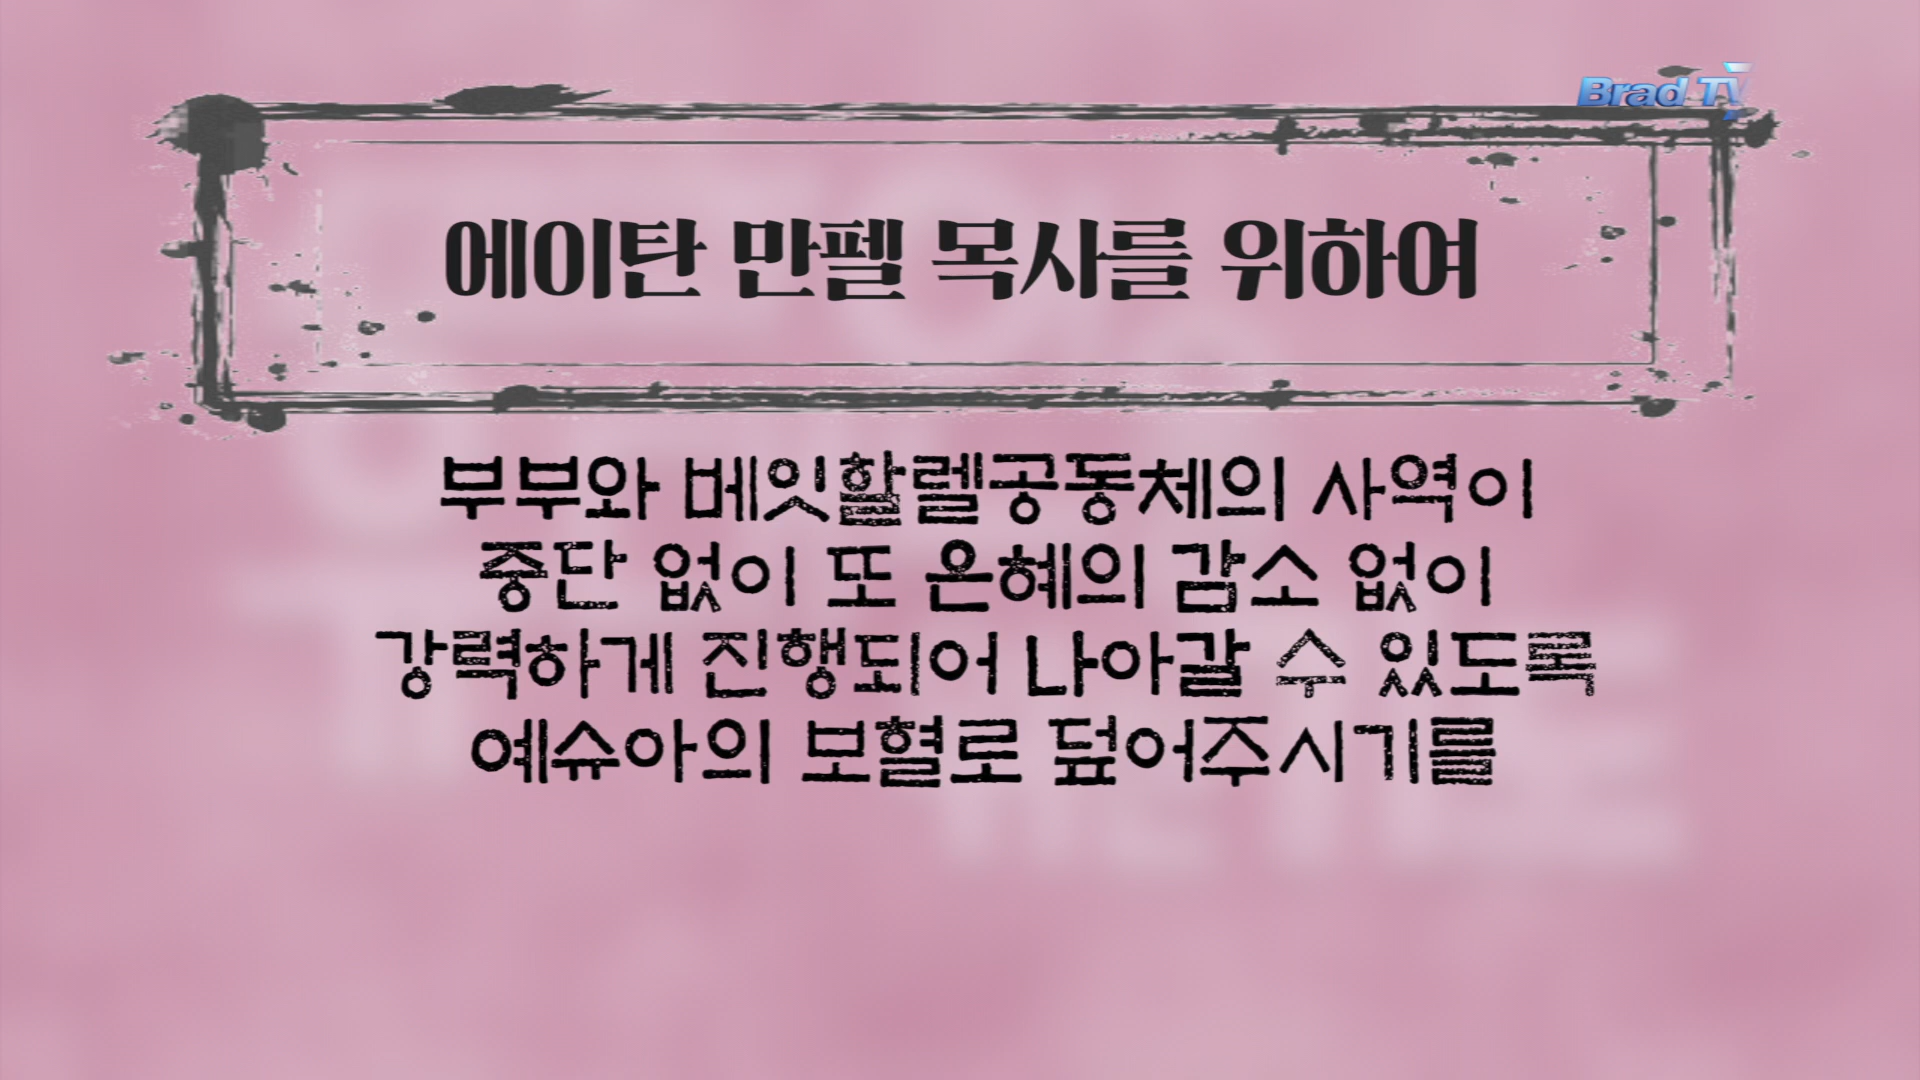 Brad TV
에이탄 만펠 목사를 위하여
부부와 베잇할렐공동체의 사역이
중단 없이 또 은혜의 감소 없이
강력하게 진행되어 나아갈 수 있도록
예슈아의 보혈로 덮어주시기를